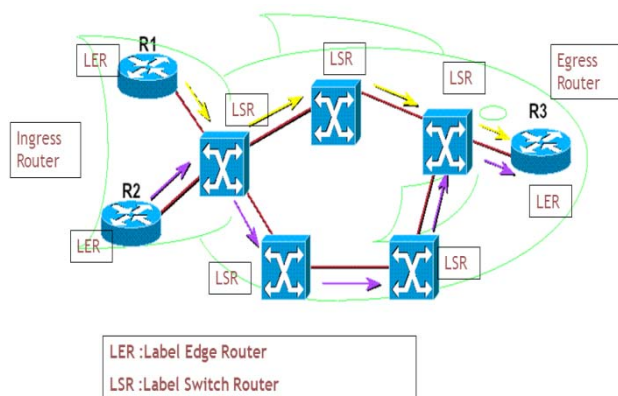 R1
LER
LSR
LSR
LSR
Egress
Router
R3
Ingress
Router
R2
LER
LER
LSR
LSR
LER :Label Edge Router
LSR :Label Switch Router